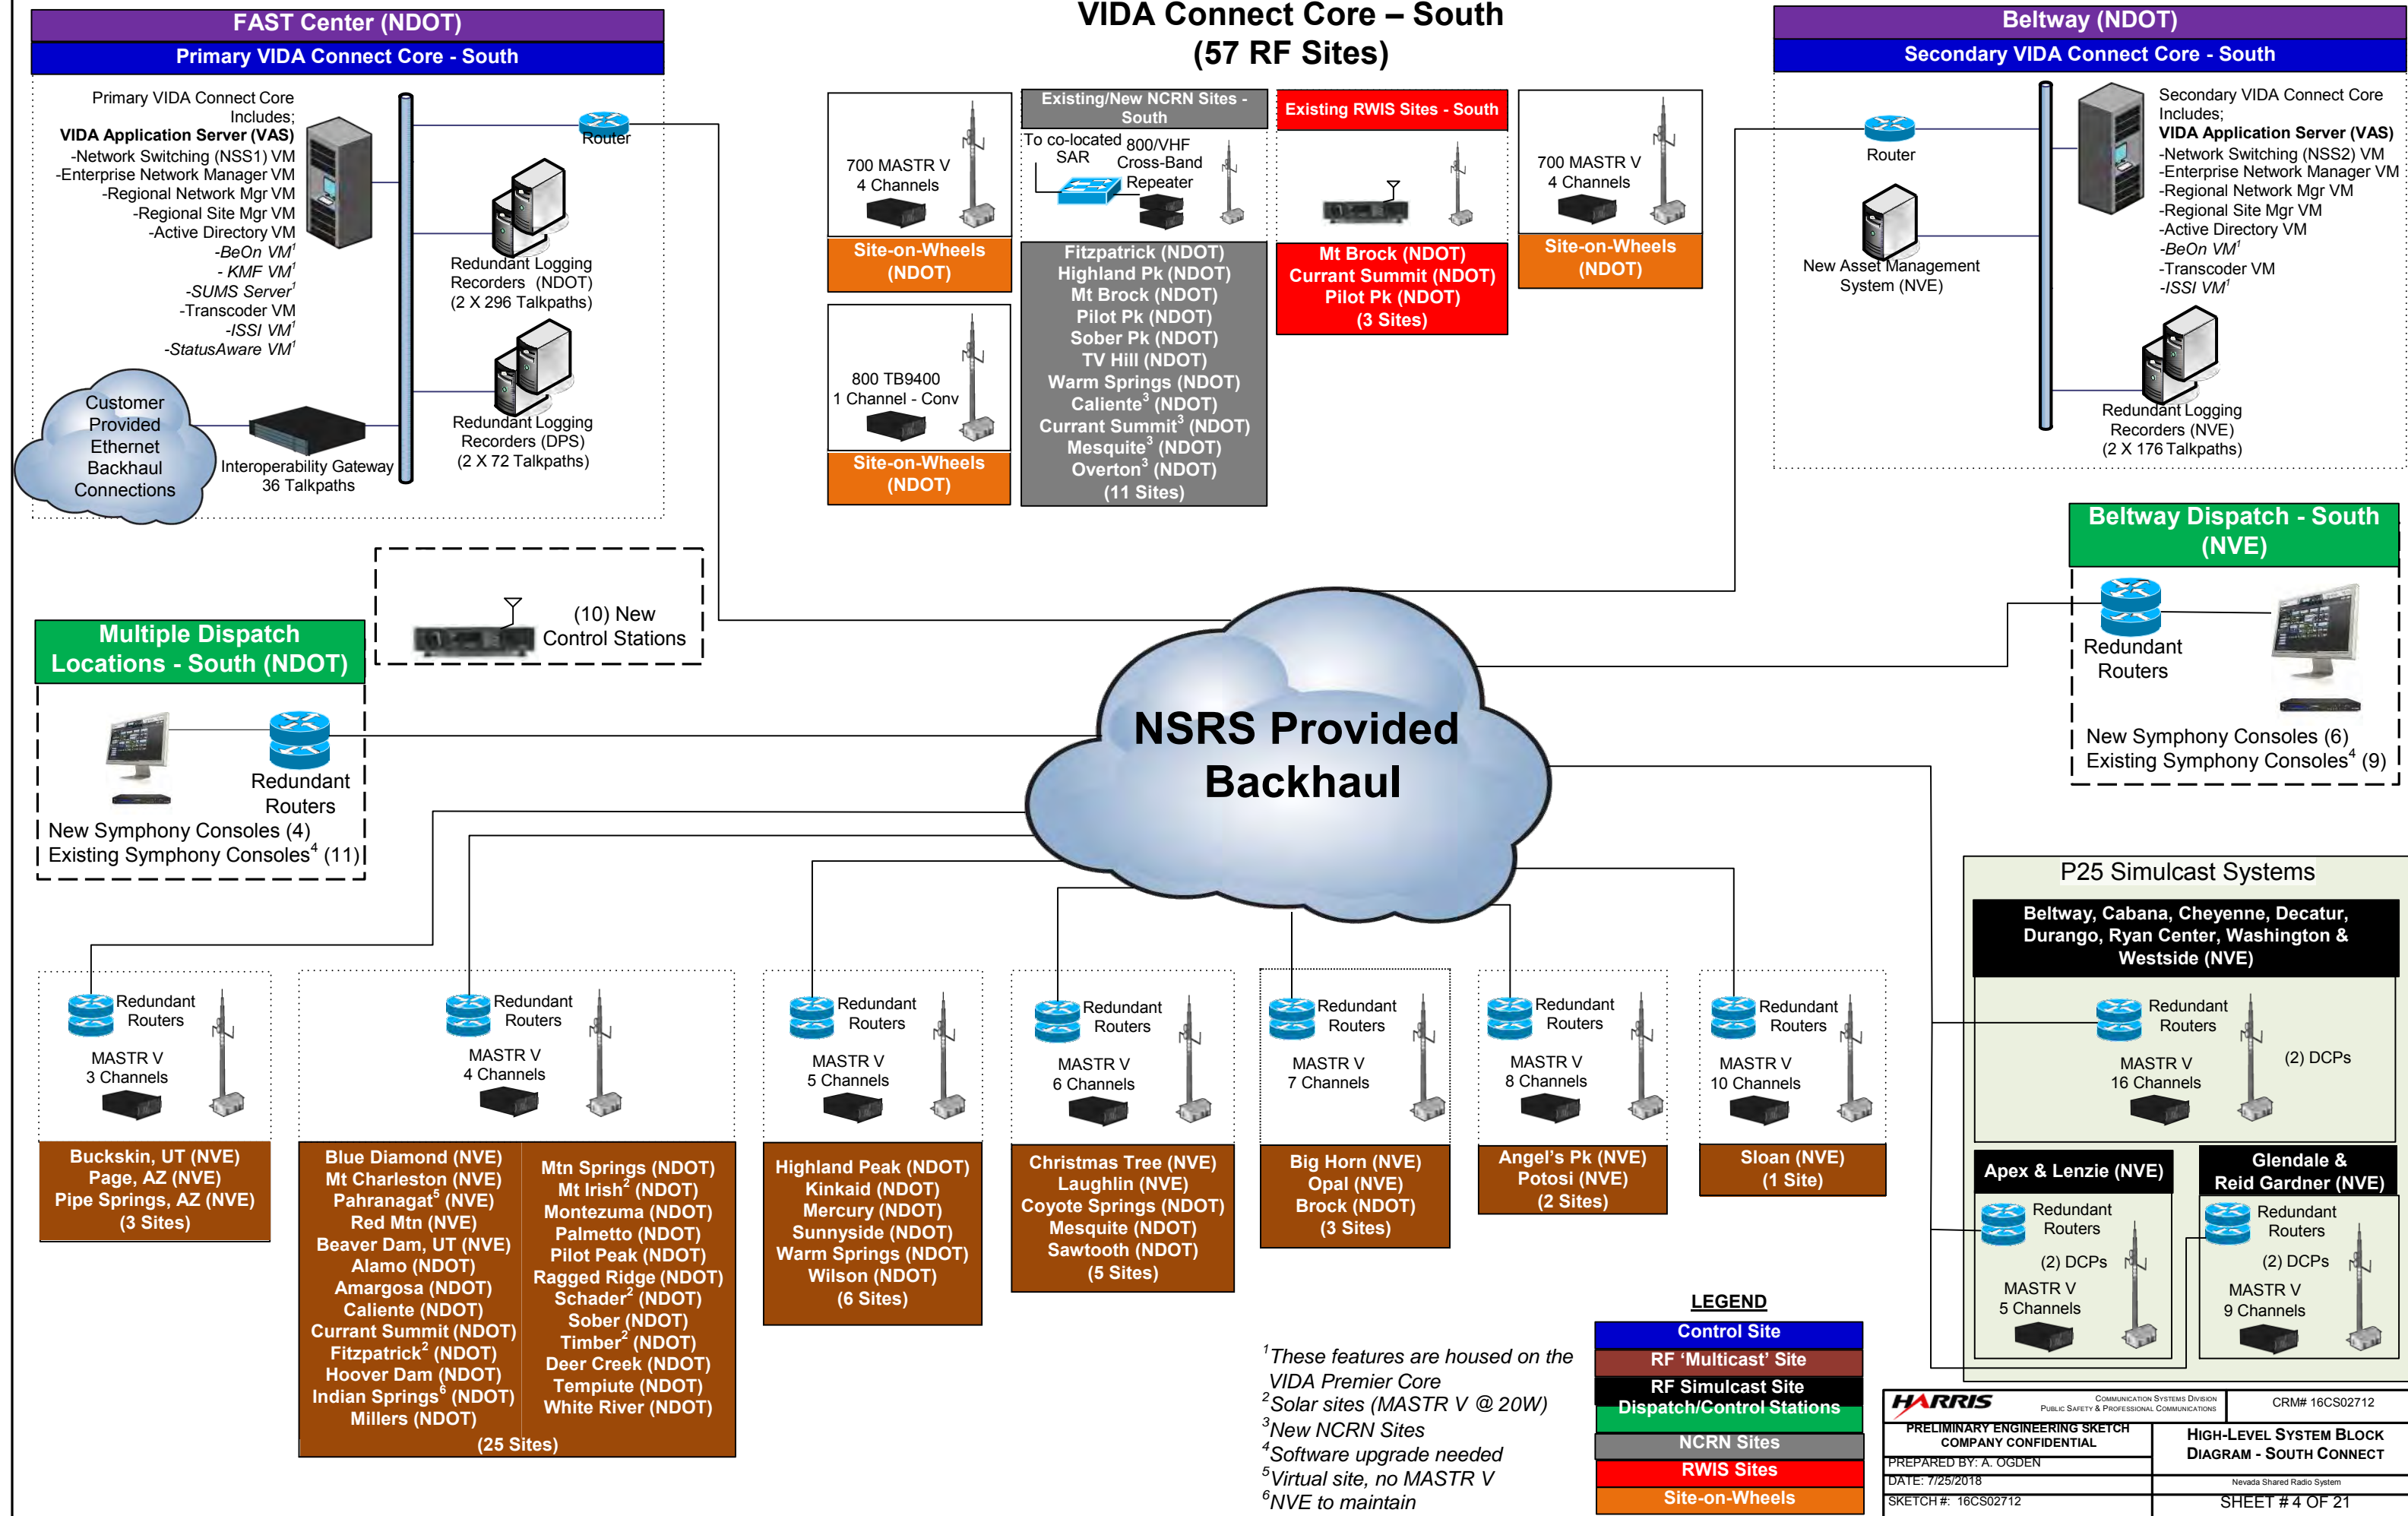 VIDA Connect Core – South
(57 RF Sites)
FAST Center (NDOT)
Primary VIDA Connect Core - South
Primary VIDA Connect Core
Includes;
VIDA Application Server (VAS)
-Network Switching (NSS1) VM
-Enterprise Network Manager VM
-Regional Network Mgr VM
-Regional Site Mgr VM
-Active Directory VM
-BeOn VM¹
- KMF VM¹
-SUMS Server¹
-Transcoder VM
-ISSI VM¹
-StatusAware VM¹
Router
Redundant Logging
Recorders (NDOT)
(2 X 296 Talkpaths)
Redundant Logging
Recorders (DPS)
(2 X 72 Talkpaths)
Customer
Provided
Ethernet
Backhaul
Connections
Interoperability Gateway
36 Talkpaths
700 MASTR V
4 Channels
Site-on-Wheels
(NDOT)
800 TB9400
1 Channel - Conv
Site-on-Wheels
(NDOT)
Existing/New NCRN Sites -
South
To co-located
SAR
800/VHF
Cross-Band
Repeater
Fitzpatrick (NDOT)
Highland Pk (NDOT)
Mt Brock (NDOT)
Pilot Pk (NDOT)
Sober Pk (NDOT)
TV Hill (NDOT)
Warm Springs (NDOT)
Caliente³ (NDOT)
Currant Summit³ (NDOT)
Mesquite³ (NDOT)
Overton³ (NDOT)
(11 Sites)
Existing RWIS Sites - South
Mt Brock (NDOT)
Currant Summit (NDOT)
Pilot Pk (NDOT)
(3 Sites)
700 MASTR V
4 Channels
Site-on-Wheels
(NDOT)
Beltway (NDOT)
Secondary VIDA Connect Core - South
Router
New Asset Management
System (NVE)
Secondary VIDA Connect Core
Includes;
VIDA Application Server (VAS)
-Network Switching (NSS2) VM
-Enterprise Network Manager VM
-Regional Network Mgr VM
-Regional Site Mgr VM
-Active Directory VM
-BeOn VM¹
-Transcoder VM
-ISSI VM¹
Redundant Logging
Recorders (NVE)
(2 X 176 Talkpaths)
Multiple Dispatch
Locations - South (NDOT)
Redundant
Routers
New Symphony Consoles (4)
Existing Symphony Consoles⁴ (11)
(10) New
Control Stations
NSRS Provided
Backhaul
Beltway Dispatch - South
(NVE)
Redundant
Routers
New Symphony Consoles (6)
Existing Symphony Consoles⁴ (9)
Redundant
Routers
MASTR V
3 Channels
Buckskin, UT (NVE)
Page, AZ (NVE)
Pipe Springs, AZ (NVE)
(3 Sites)
Redundant
Routers
MASTR V
4 Channels
Blue Diamond (NVE)
Mt Charleston (NVE)
Pahranagat⁵ (NVE)
Red Mtn (NVE)
Beaver Dam, UT (NVE)
Alamo (NDOT)
Amargosa (NDOT)
Caliente (NDOT)
Currant Summit (NDOT)
Fitzpatrick² (NDOT)
Hoover Dam (NDOT)
Indian Springs⁶ (NDOT)
Millers (NDOT)
Mtn Springs (NDOT)
Mt Irish² (NDOT)
Montezuma (NDOT)
Palmetto (NDOT)
Pilot Peak (NDOT)
Ragged Ridge (NDOT)
Schader² (NDOT)
Sober (NDOT)
Timber² (NDOT)
Deer Creek (NDOT)
Tempiute (NDOT)
White River (NDOT)
(25 Sites)
Redundant
Routers
MASTR V
5 Channels
Highland Peak (NDOT)
Kinkaid (NDOT)
Mercury (NDOT)
Sunnyside (NDOT)
Warm Springs (NDOT)
Wilson (NDOT)
(6 Sites)
Redundant
Routers
MASTR V
6 Channels
Christmas Tree (NVE)
Laughlin (NVE)
Coyote Springs (NDOT)
Mesquite (NDOT)
Sawtooth (NDOT)
(5 Sites)
Redundant
Routers
MASTR V
7 Channels
Big Horn (NVE)
Opal (NVE)
Brock (NDOT)
(3 Sites)
Redundant
Routers
MASTR V
8 Channels
Angel's Pk (NVE)
Potosi (NVE)
(2 Sites)
Redundant
Routers
MASTR V
10 Channels
Sloan (NVE)
(1 Site)
P25 Simulcast Systems
Beltway, Cabana, Cheyenne, Decatur,
Durango, Ryan Center, Washington &
Westside (NVE)
Redundant
Routers
MASTR V
16 Channels
(2) DCPs
Apex & Lenzie (NVE)
Redundant
Routers
(2) DCPs
MASTR V
5 Channels
Glendale &
Reid Gardner (NVE)
Redundant
Routers
(2) DCPs
MASTR V
9 Channels
¹These features are housed on the
VIDA Premier Core
²Solar sites (MASTR V @ 20W)
³New NCRN Sites
⁴Software upgrade needed
⁵Virtual site, no MASTR V
⁶NVE to maintain
LEGEND
Control Site
RF 'Multicast' Site
RF Simulcast Site
Dispatch/Control Stations
NCRN Sites
RWIS Sites
Site-on-Wheels
HARRIS
COMMUNICATION SYSTEMS DIVISION
PUBLIC SAFETY & PROFESSIONAL COMMUNICATIONS
CRM# 16CS02712
PRELIMINARY ENGINEERING SKETCH
COMPANY CONFIDENTIAL
HIGH-LEVEL SYSTEM BLOCK
DIAGRAM - SOUTH CONNECT
PREPARED BY: A. OGDEN
DATE: 7/25/2018
Nevada Shared Radio System
SKETCH #: 16CS02712
SHEET # 4 OF 21